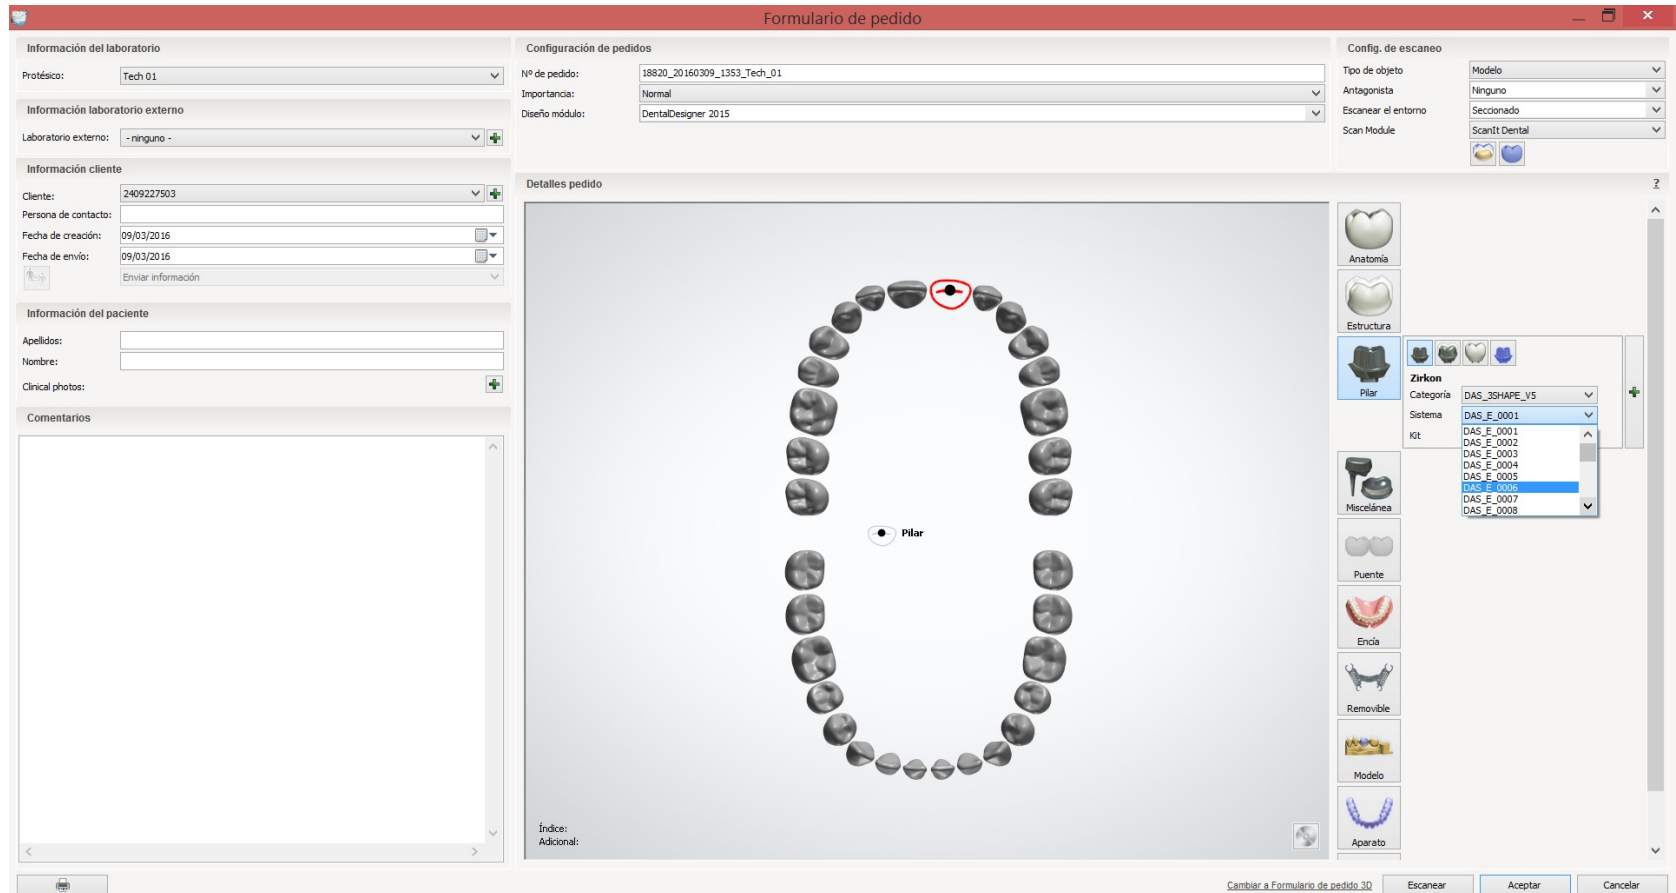 Formulario de pedido
Información del laboratorio
Protésico: Tech 01
Información laboratorio externo
Laboratorio externo: - ninguno -
Información cliente
Cliente: 2409227503
Persona de contacto:
Fecha de creación: 09/03/2016
Fecha de envío: 09/03/2016
Enviar información
Información del paciente
Apellidos:
Nombre:
Clinical photos:
Comentarios
Configuración de pedidos
Nº de pedido: 18820_20160309_1353_Tech_01
Importancia: Normal
Diseño módulo: DentalDesigner 2015
Config. de escaneo
Tipo de objeto Modelo
Antagonista Ninguno
Escanear el entorno Seccionado
Scan Module ScanIt Dental
Detalles pedido ?
Pilar
Índice:
Adicional:
Anatomía
Estructura
Pilar
Zirkon
Categoría DAS_3SHAPE_V5
Sistema DAS_E_0001
Kit
DAS_E_0001
DAS_E_0002
DAS_E_0003
DAS_E_0004
DAS_E_0005
DAS_E_0006
DAS_E_0007
DAS_E_0008
Miscelánea
Puente
Encía
Removible
Modelo
Aparato
Cambiar a Formulario de pedido 3D Escanear Aceptar Cancelar